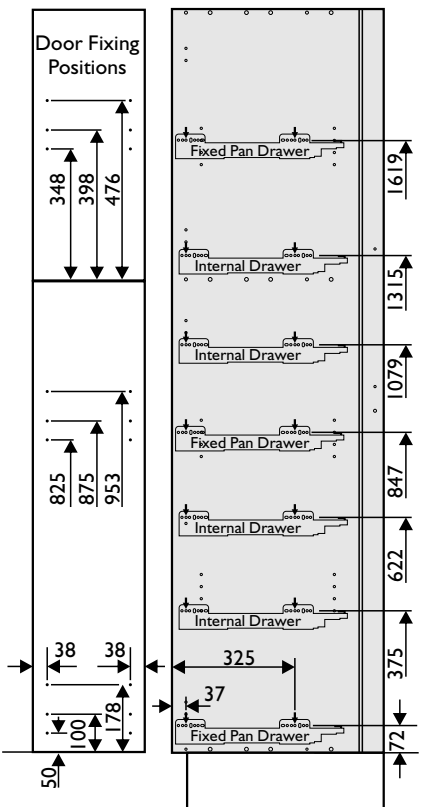 Door Fixing
Positions
348
398
476
825
875
953
38
38
178
100
50
Fixed Pan Drawer
1619
Internal Drawer
1315
Internal Drawer
1079
Fixed Pan Drawer
847
Internal Drawer
622
Internal Drawer
375
325
37
Fixed Pan Drawer
72